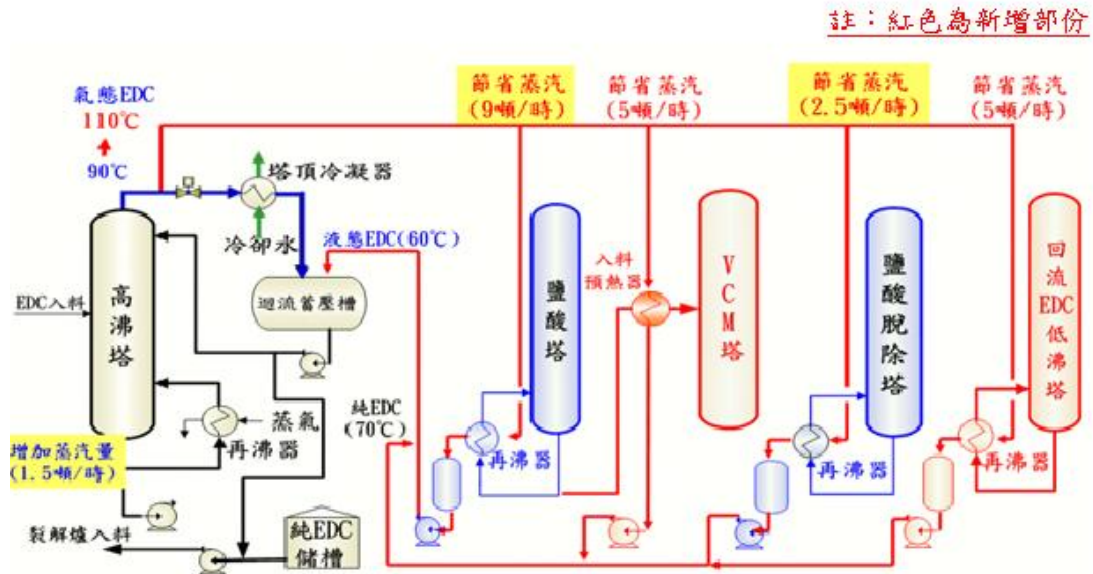 註：紅色為新增部份
節省蒸汽
(9噸/時)
節省蒸汽
(5噸/時)
節省蒸汽
(2.5噸/時)
節省蒸汽
(5噸/時)
氣態EDC
110℃
90℃
塔頂冷凝器
冷卻水
液態EDC(60℃)
EDC入料
高沸塔
迴流蓄壓槽
鹽酸塔
入料
預熱器
VCM塔
鹽酸脫除塔
回流EDC低沸塔
蒸氣
再沸器
純EDC
(70℃)
增加蒸汽量
(1.5噸/時)
再沸器
再沸器
再沸器
裂解爐入料
純EDC
儲槽